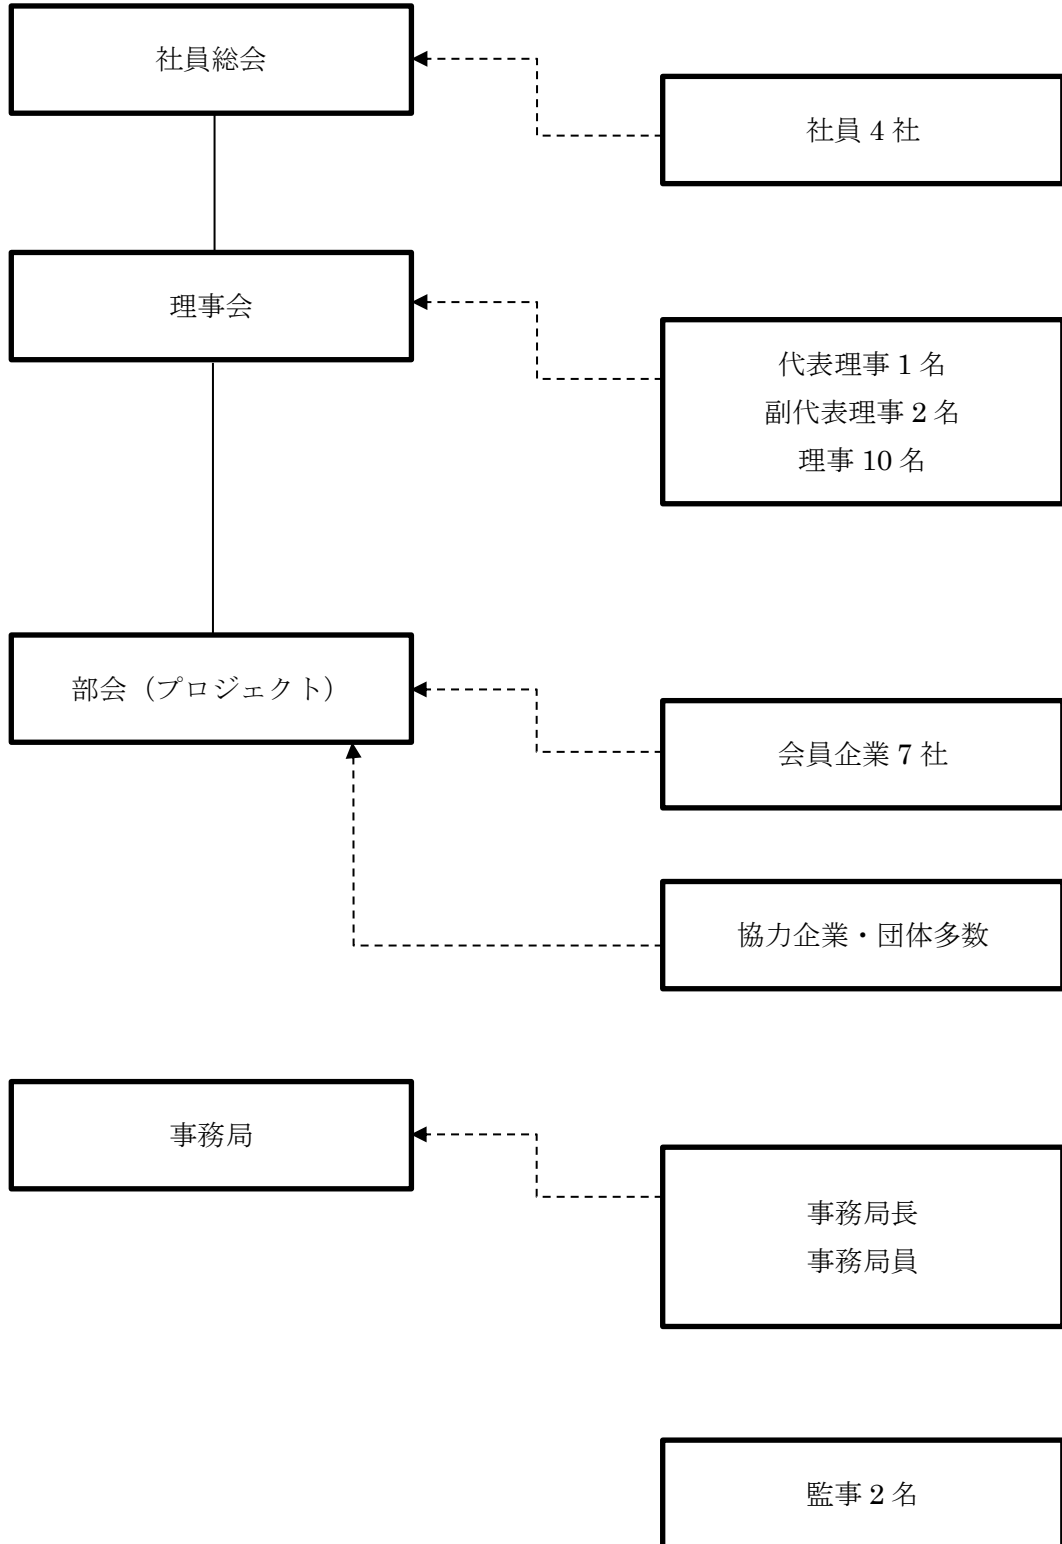 社員総会
社員 4 社
理事会
代表理事 1 名
副代表理事 2 名
理事 10 名
部会（プロジェクト）
会員企業 7 社
協力企業・団体多数
事務局
事務局長
事務局員
監事 2 名